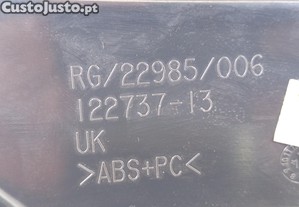 CustoJusto.pt
RG/22985/006
122737-13
UK
>ABS+PC<